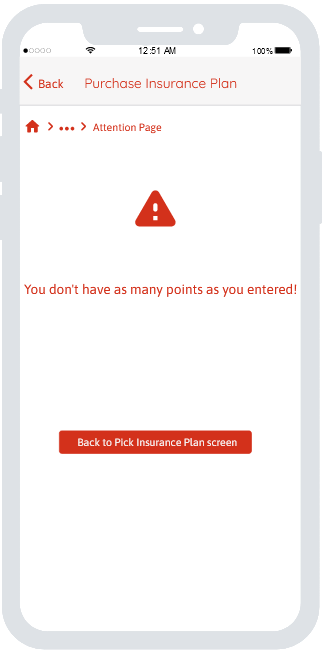 12:51 AM
100%
Back
Purchase Insurance Plan
Attention Page
You don't have as many points as you entered!
Back to Pick Insurance Plan screen